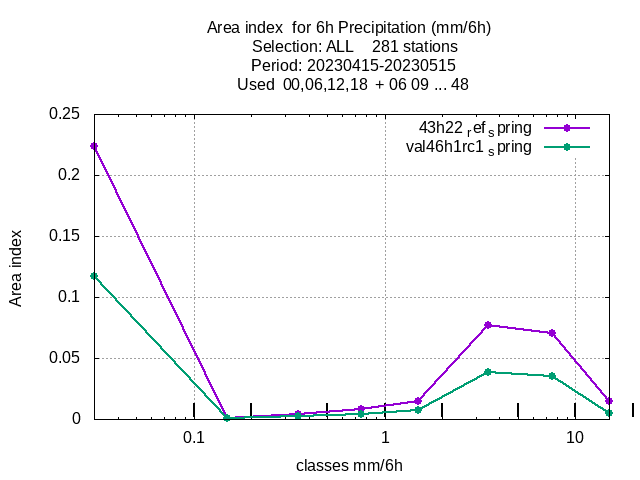 Area index  for 6h Precipitation (mm/6h)
Selection: ALL    281 stations
Period: 20230415-20230515
Used  00,06,12,18  + 06 09 ... 48
0.25
0.2
0.15
0.1
0.05
0
Area index
43h22 ref spring
val46h1rc1 spring
0.1
1
10
classes mm/6h